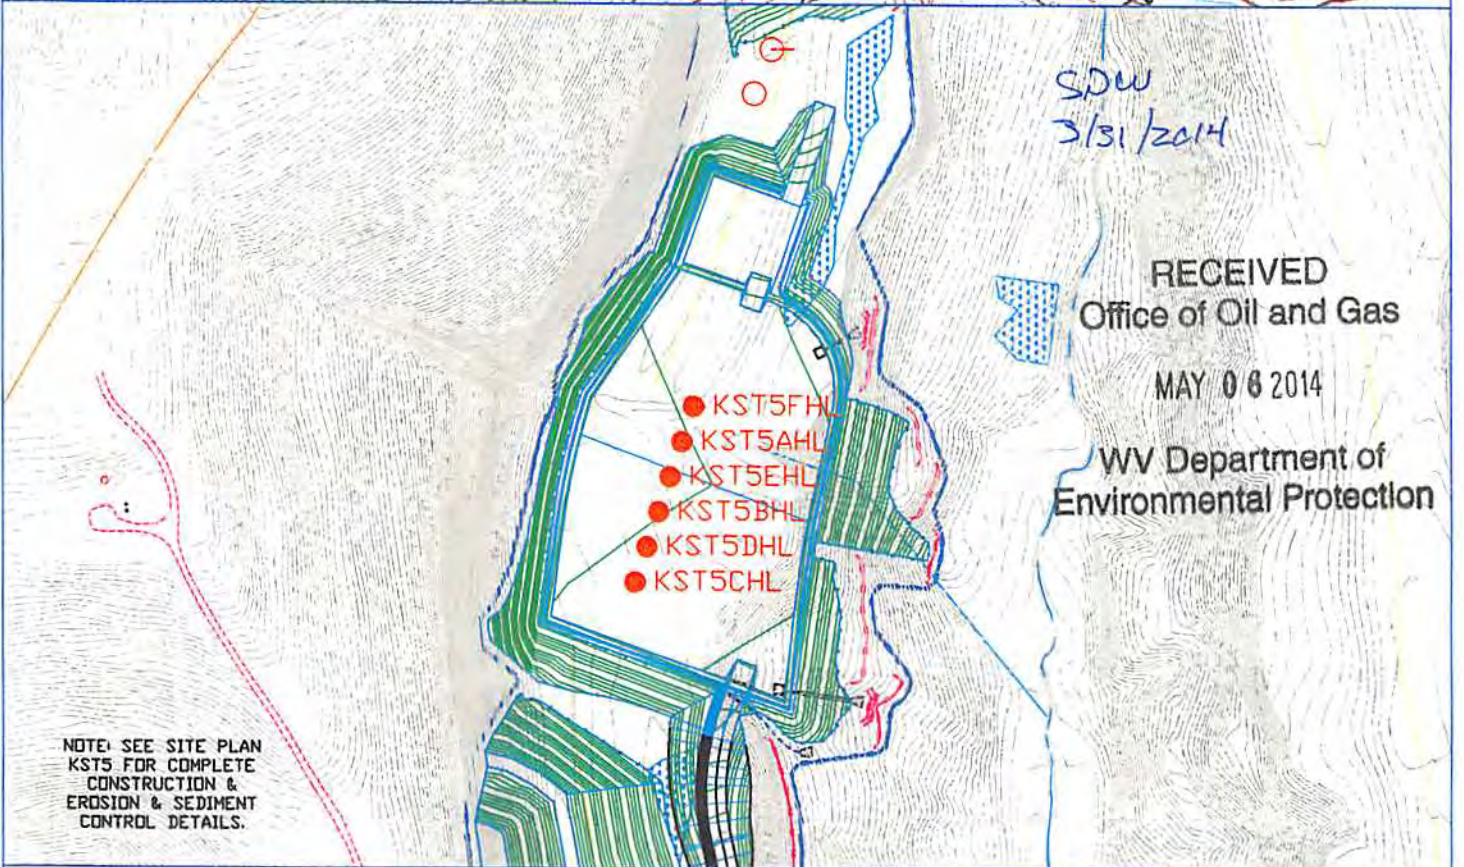 SDW
3/31/2014
RECEIVED
Office of Oil and Gas
MAY 06 2014
WV Department of
Environmental Protection
KST5FHL
KST5AHL
KST5EHL
KST5BHL
KST5DHL
KST5CHL
NOTE: SEE SITE PLAN
KST5 FOR COMPLETE
CONSTRUCTION &
EROSION & SEDIMENT
CONTROL DETAILS.